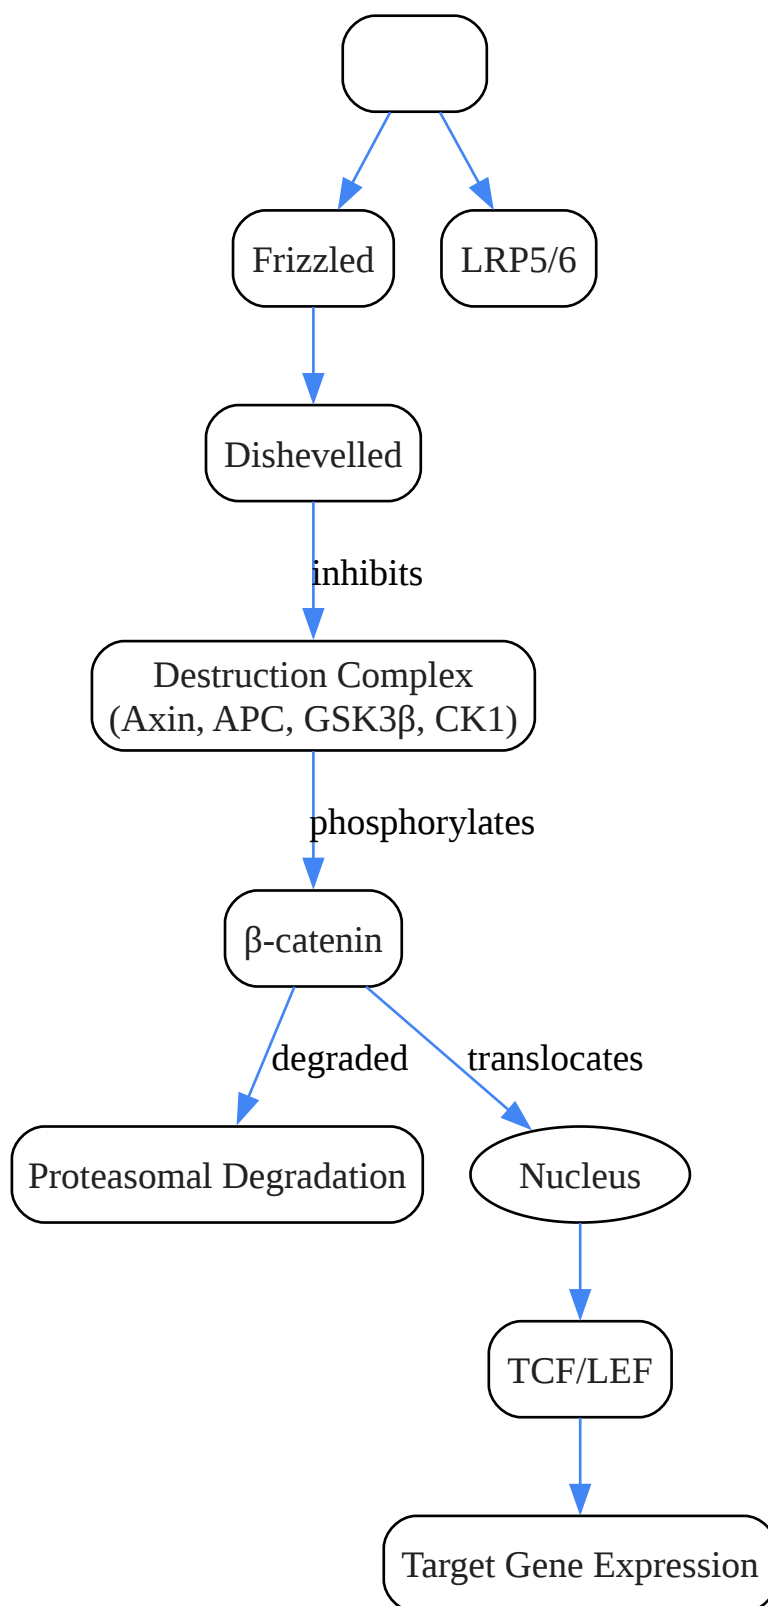 Frizzled
LRP5/6
Dishevelled
inhibits
Destruction Complex
(Axin, APC, GSK3β, CK1)
phosphorylates
β-catenin
degraded
translocates
Proteasomal Degradation
Nucleus
TCF/LEF
Target Gene Expression